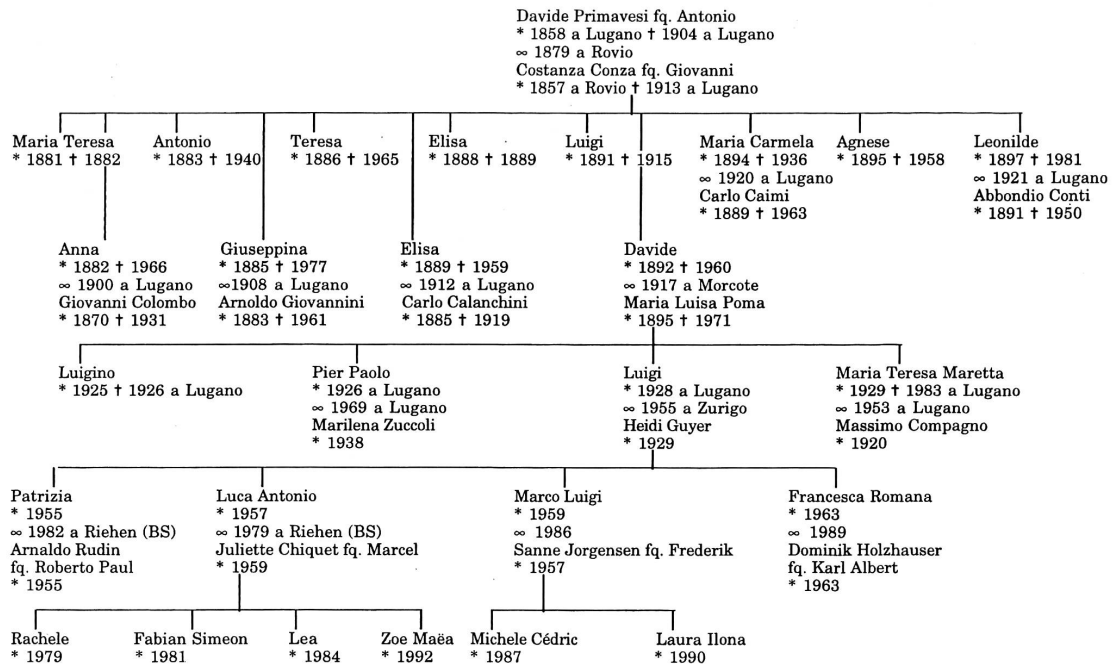 Davide Primavesi fq. Antonio
* 1858 a Lugano † 1904 a Lugano
∞ 1879 a Rovio
Costanza Conza fq. Giovanni
* 1857 a Rovio † 1913 a Lugano
Maria Teresa
* 1881 † 1882
Antonio
* 1883 † 1940
Teresa
* 1886 † 1965
Elisa
* 1888 † 1889
Luigi
* 1891 † 1915
Maria Carmela
* 1894 † 1936
∞ 1920 a Lugano
Carlo Caimi
* 1889 † 1963
Agnese
* 1895 † 1958
Leonilde
* 1897 † 1981
∞ 1921 a Lugano
Abbondio Conti
* 1891 † 1950
Anna
* 1882 † 1966
∞ 1900 a Lugano
Giovanni Colombo
* 1870 † 1931
Giuseppina
* 1885 † 1977
∞1908 a Lugano
Arnoldo Giovannini
* 1883 † 1961
Elisa
* 1889 † 1959
∞ 1912 a Lugano
Carlo Calanchini
* 1885 † 1919
Davide
* 1892 † 1960
∞ 1917 a Morcote
Maria Luisa Poma
* 1895 † 1971
Luigino
* 1925 † 1926 a Lugano
Pier Paolo
* 1926 a Lugano
∞ 1969 a Lugano
Marilena Zuccoli
* 1938
Luigi
* 1928 a Lugano
∞ 1955 a Zurigo
Heidi Guyer
* 1929
Maria Teresa Maretta
* 1929 † 1983 a Lugano
∞ 1953 a Lugano
Massimo Compagno
* 1920
Patrizia
* 1955
∞ 1982 a Riehen (BS)
Arnaldo Rudin
fq. Roberto Paul
* 1955
Luca Antonio
* 1957
∞ 1979 a Riehen (BS)
Juliette Chiquet fq. Marcel
* 1959
Marco Luigi
* 1959
∞ 1986
Sanne Jorgensen fq. Frederik
* 1957
Francesca Romana
* 1963
∞ 1989
Dominik Holzhauser
fq. Karl Albert
* 1963
Rachele
* 1979
Fabian Simeon
* 1981
Lea
* 1984
Zoe Maëa
* 1992
Michele Cédric
* 1987
Laura Ilona
* 1990